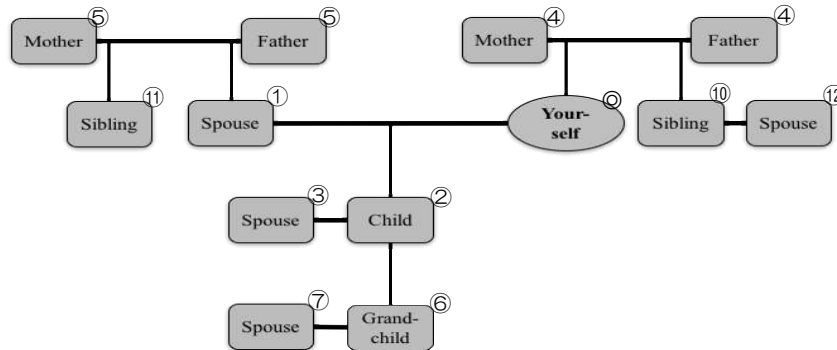 ⑤ ⑤ ④ ④
Mother Father Mother Father
⑪ ① ◎ ⑩ ⑫
Sibling Spouse Your-
self Sibling Spouse
③ ②
Spouse Child
⑦ ⑥
Spouse Grand-
child